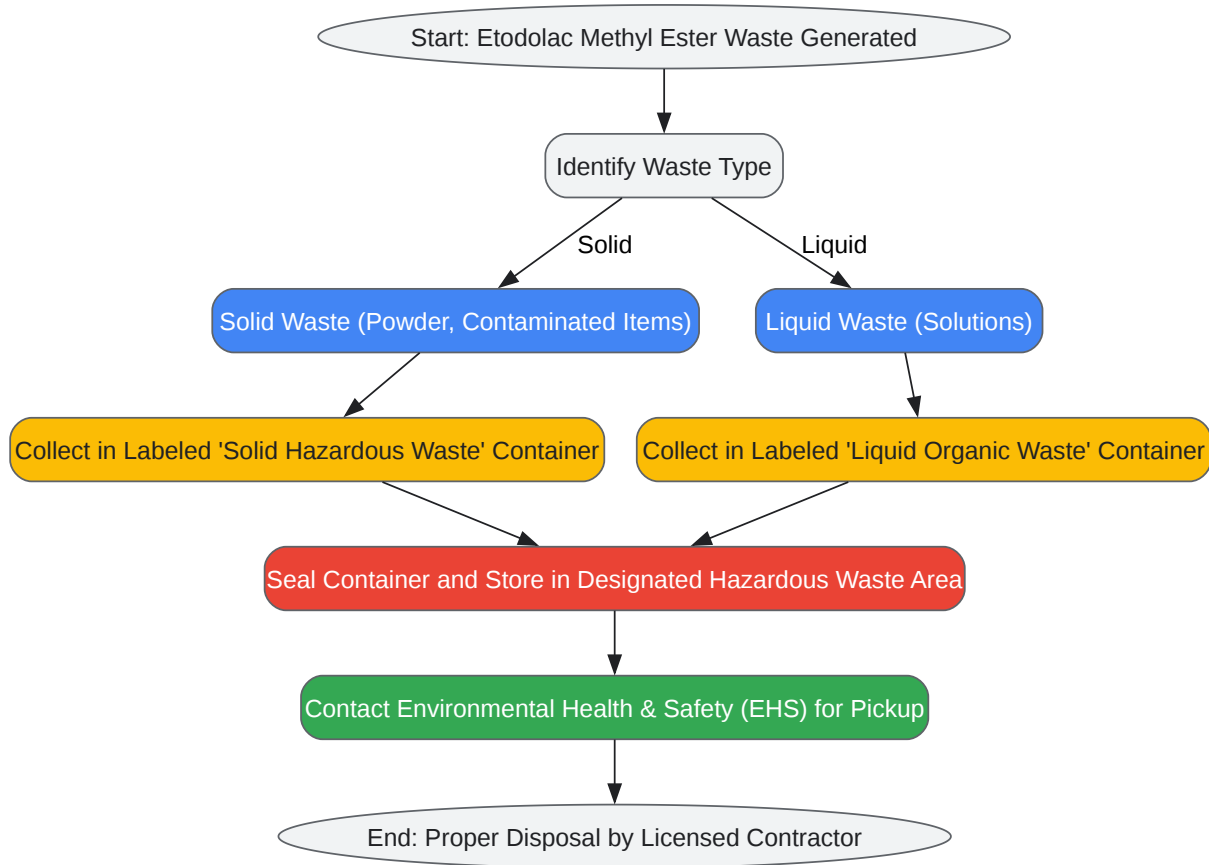 Start: Etodolac Methyl Ester Waste Generated
Identify Waste Type
Solid
Liquid
Solid Waste (Powder, Contaminated Items)
Liquid Waste (Solutions)
Collect in Labeled 'Solid Hazardous Waste' Container
Collect in Labeled 'Liquid Organic Waste' Container
Seal Container and Store in Designated Hazardous Waste Area
Contact Environmental Health & Safety (EHS) for Pickup
End: Proper Disposal by Licensed Contractor